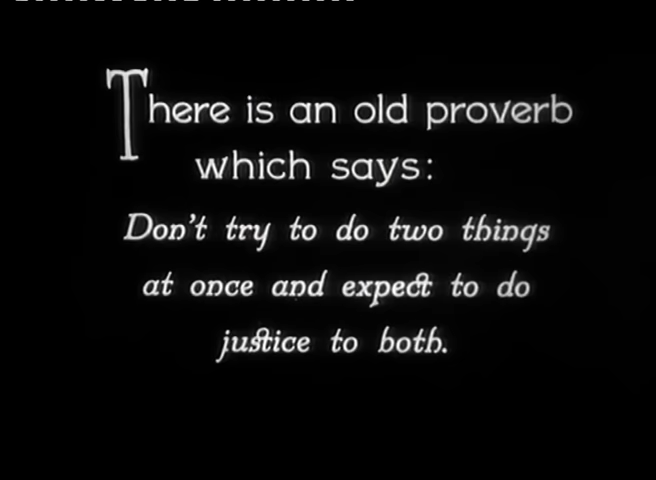 There is an old proverb
which says:
Don't try to do two things
at once and expect to do
justice to both.